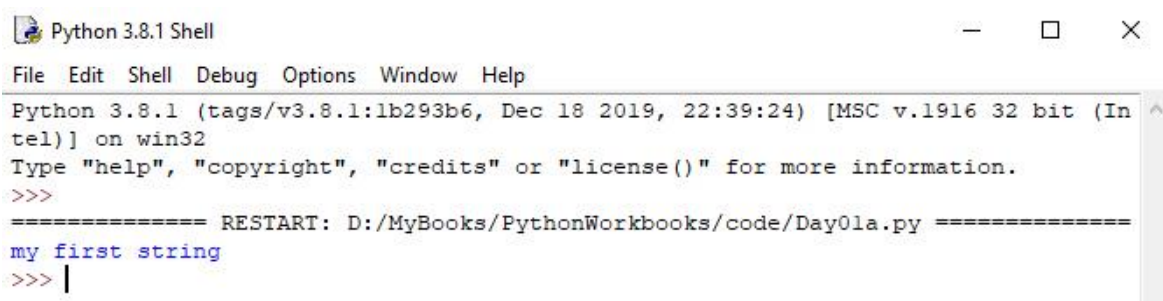 Python 3.8.1 Shell
File Edit Shell Debug Options Window Help
Python 3.8.1 (tags/v3.8.1:1b293b6, Dec 18 2019, 22:39:24) [MSC v.1916 32 bit (In
tel)] on win32
Type "help", "copyright", "credits" or "license()" for more information.
>>>
============== RESTART: D:/MyBooks/PythonWorkbooks/code/Day01a.py ==============
my first string
>>>